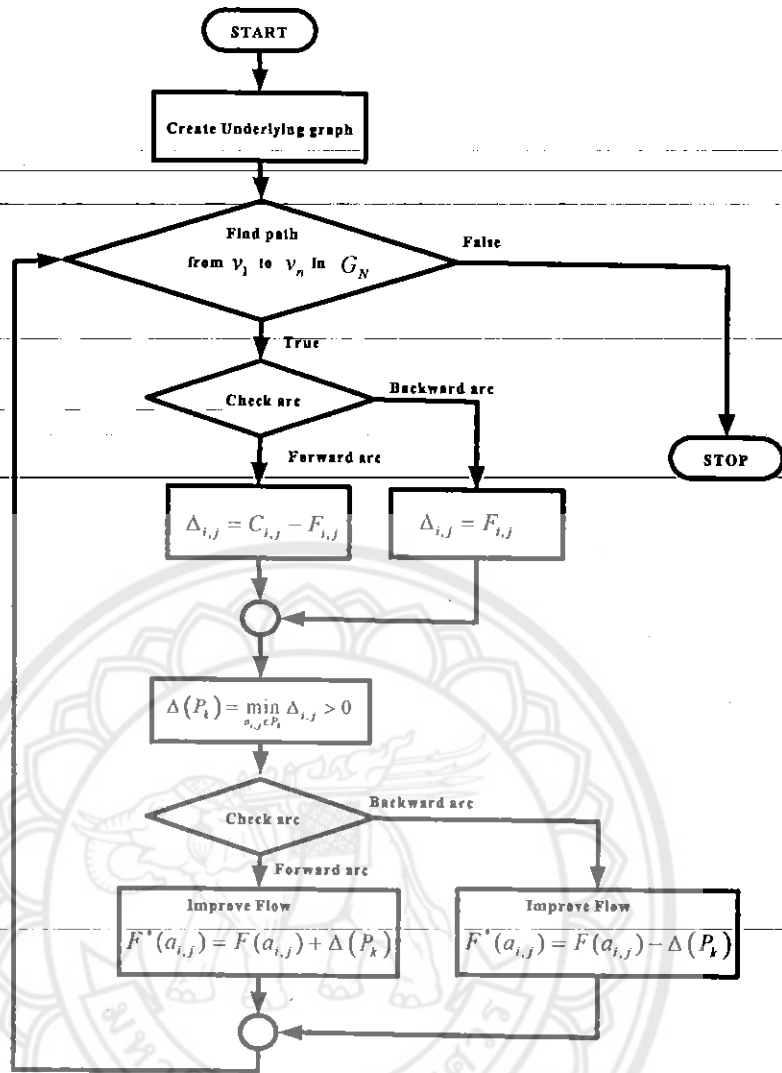 START
Create Underlying graph
Find path
from v₁ to vₙ in G_N
False
True
Check arc
Backward arc
Forward arc
STOP
Δᵢ,ⱼ = Cᵢ,ⱼ − Fᵢ,ⱼ
Δᵢ,ⱼ = Fᵢ,ⱼ
Δ(Pₖ) = min Δᵢ,ⱼ > 0
aᵢ,ⱼ∈Pₖ
Check arc
Backward arc
Forward arc
Improve Flow
F*(aᵢ,ⱼ) = F(aᵢ,ⱼ) + Δ(Pₖ)
Improve Flow
F*(aᵢ,ⱼ) = F(aᵢ,ⱼ) − Δ(Pₖ)